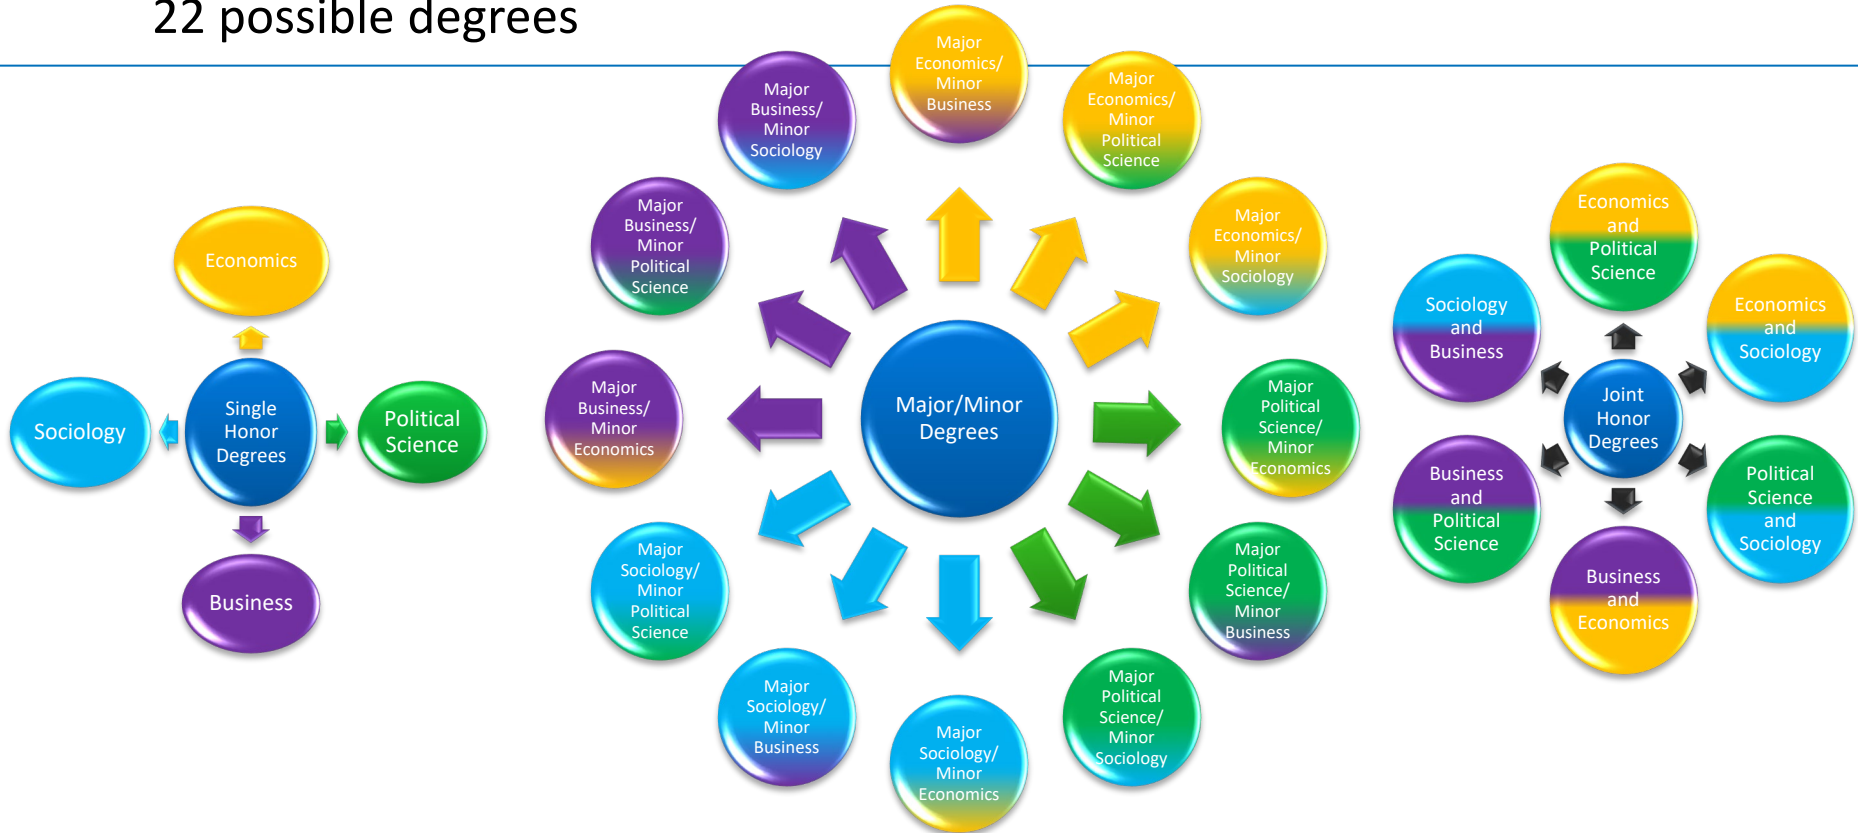 22 possible degrees
Economics
Sociology
Single
Honor
Degrees
Political
Science
Business
Major/Minor
Degrees
Major
Economics/
Minor
Business
Major
Economics/
Minor
Political
Science
Major
Economics/
Minor
Sociology
Major
Political
Science/
Minor
Economics
Major
Political
Science/
Minor
Business
Major
Political
Science/
Minor
Sociology
Major
Sociology/
Minor
Economics
Major
Sociology/
Minor
Business
Major
Sociology/
Minor
Political
Science
Major
Business/
Minor
Economics
Major
Business/
Minor
Political
Science
Major
Business/
Minor
Sociology
Joint
Honor
Degrees
Economics
and
Political
Science
Economics
and
Sociology
Political
Science
and
Sociology
Business
and
Economics
Business
and
Political
Science
Sociology
and
Business